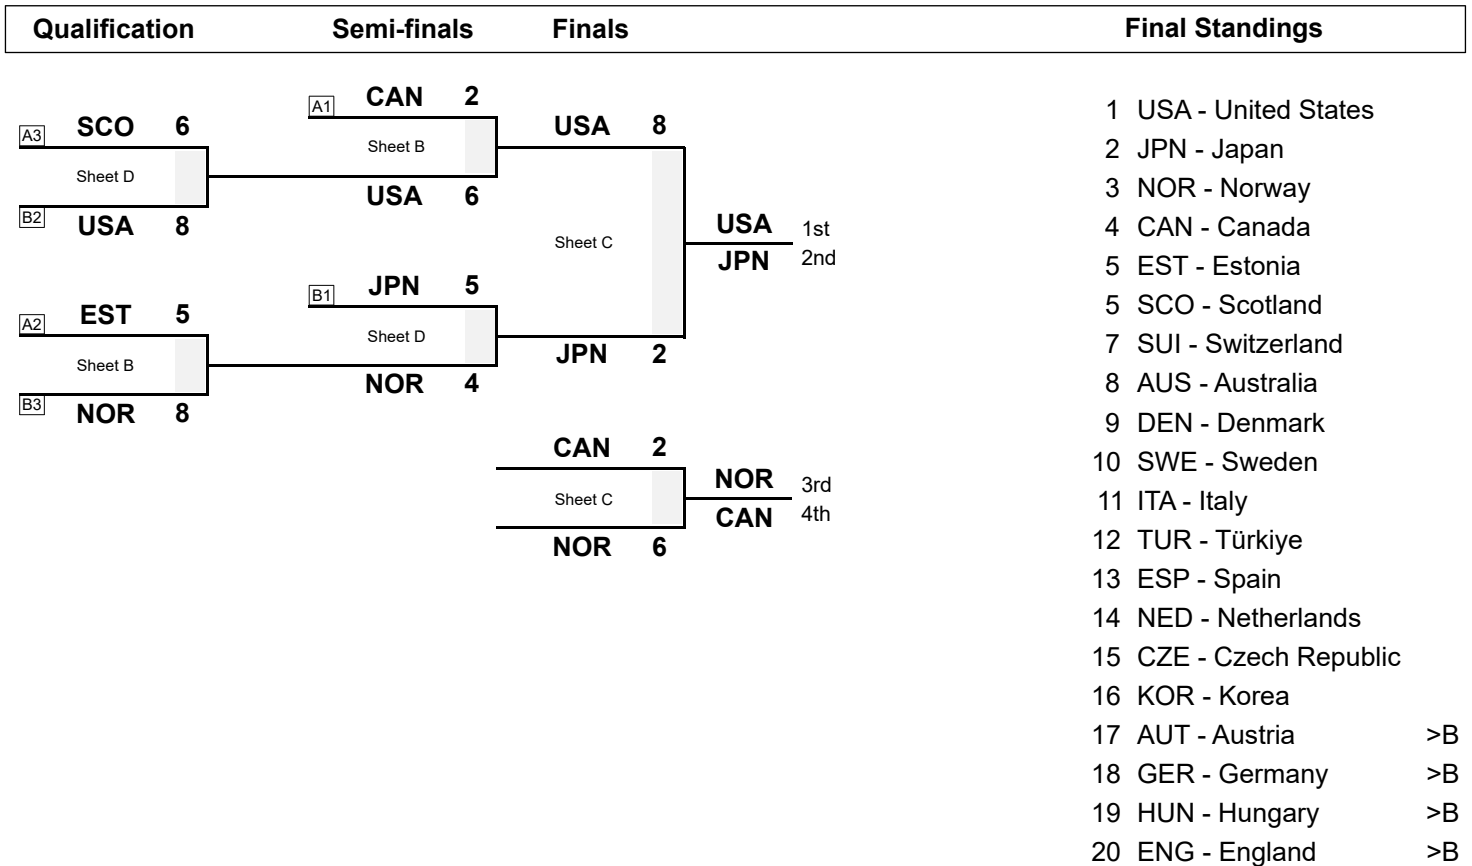 Qualification Semi-finals Finals Final Standings
A1 CAN 2
A3 SCO 6
Sheet B
USA 8
Sheet D
USA 6
B2 USA 8
Sheet C
USA 1st
JPN 2nd
B1 JPN 5
A2 EST 5
Sheet D
JPN 2
Sheet B
NOR 4
B3 NOR 8
CAN 2
Sheet C
NOR 3rd
CAN 4th
NOR 6
1 USA - United States
2 JPN - Japan
3 NOR - Norway
4 CAN - Canada
5 EST - Estonia
5 SCO - Scotland
7 SUI - Switzerland
8 AUS - Australia
9 DEN - Denmark
10 SWE - Sweden
11 ITA - Italy
12 TUR - Türkiye
13 ESP - Spain
14 NED - Netherlands
15 CZE - Czech Republic
16 KOR - Korea
17 AUT - Austria >B
18 GER - Germany >B
19 HUN - Hungary >B
20 ENG - England >B